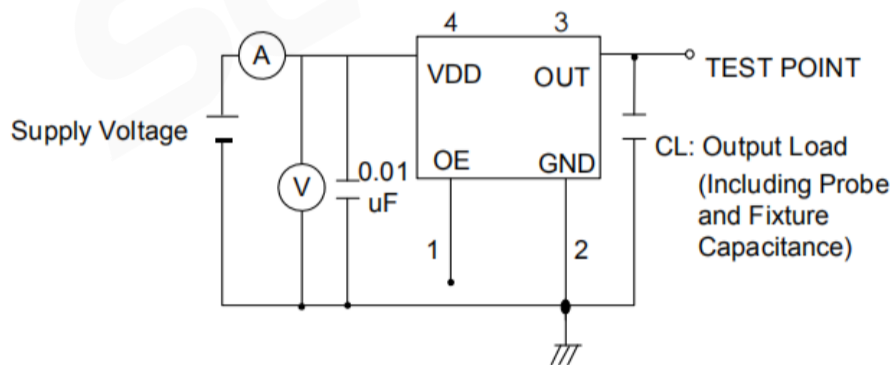 4 3
A
VDD OUT
TEST POINT
Supply Voltage
OE GND
CL: Output Load
(Including Probe
and Fixture
Capacitance)
V
0.01
uF
1 2